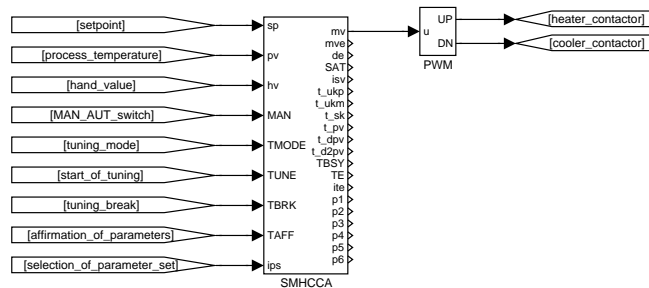 [setpoint]
[process_temperature]
[hand_value]
[MAN_AUT_switch]
[tuning_mode]
[start_of_tuning]
[tuning_break]
[affirmation_of_parameters]
[selection_of_parameter_set]
sp
pv
hv
MAN
TMODE
TUNE
TBRK
TAFF
ips
mv
mve
de
SAT
isv
t_ukp
t_ukm
t_sk
t_pv
t_dpv
t_d2pv
TBSY
TE
ite
p1
p2
p3
p4
p5
p6
SMHCCA
u
UP
DN
PWM
[heater_contactor]
[cooler_contactor]